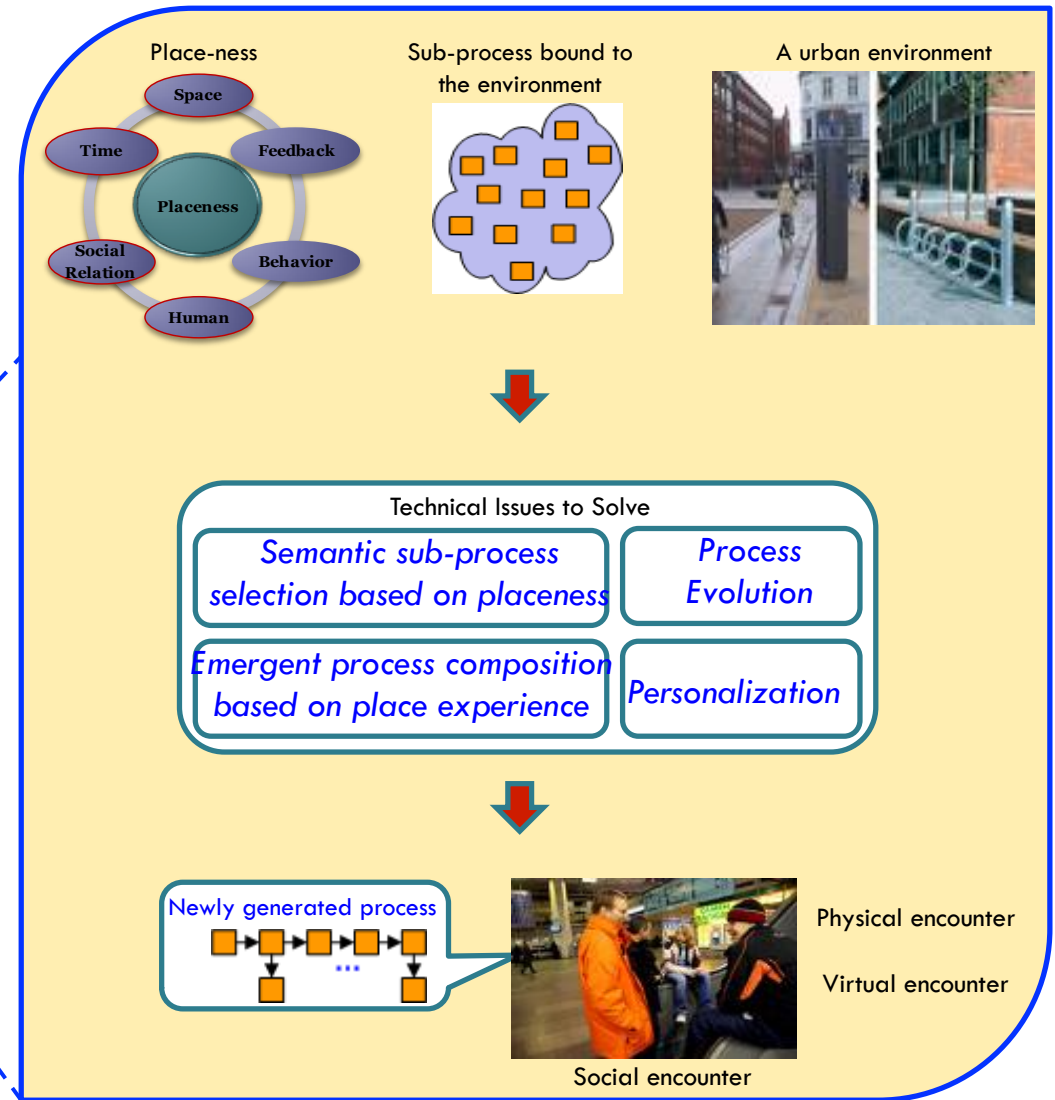 Place-ness
Sub-process bound to
the environment
A urban environment
Space
Time
Feedback
Placeness
Social
Relation
Behavior
Human
Technical Issues to Solve
Semantic sub-process
selection based on placeness
Process
Evolution
Emergent process composition
based on place experience
Personalization
Newly generated process
...
Physical encounter
Virtual encounter
Social encounter